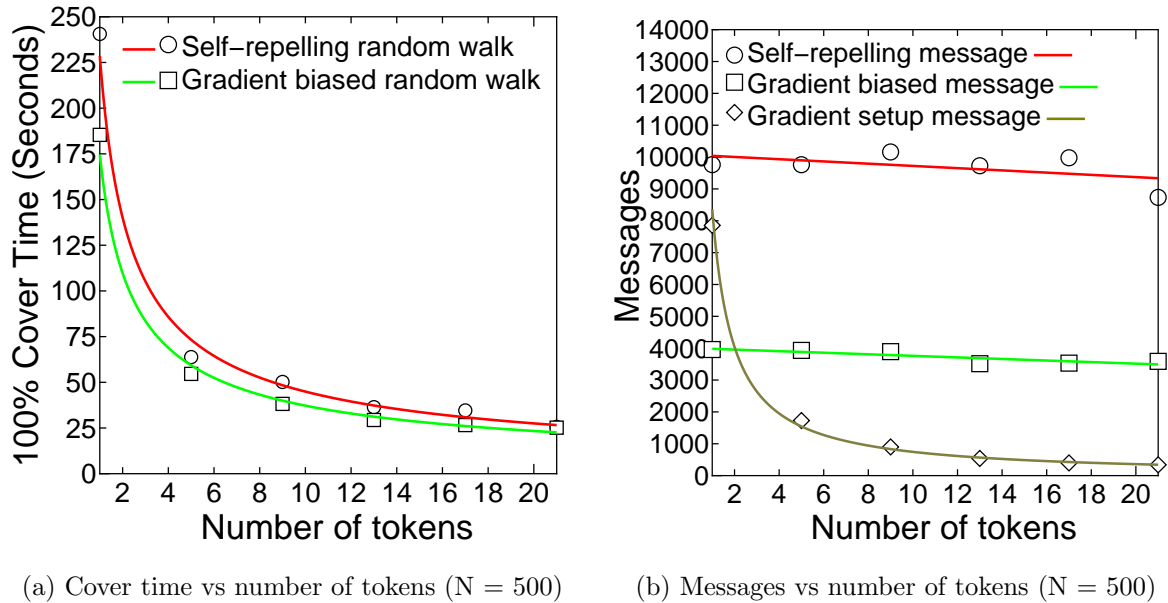 250
225
200
175
150
125
100
75
50
25
0
100% Cover Time (Seconds)
Self-repelling random walk
Gradient biased random walk
2 4 6 8 10 12 14 16 18 20
Number of tokens
(a) Cover time vs number of tokens (N = 500)
14000
13000
12000
11000
10000
9000
8000
7000
6000
5000
4000
3000
2000
1000
0
Messages
Self-repelling message
Gradient biased message
Gradient setup message
2 4 6 8 10 12 14 16 18 20
Number of tokens
(b) Messages vs number of tokens (N = 500)